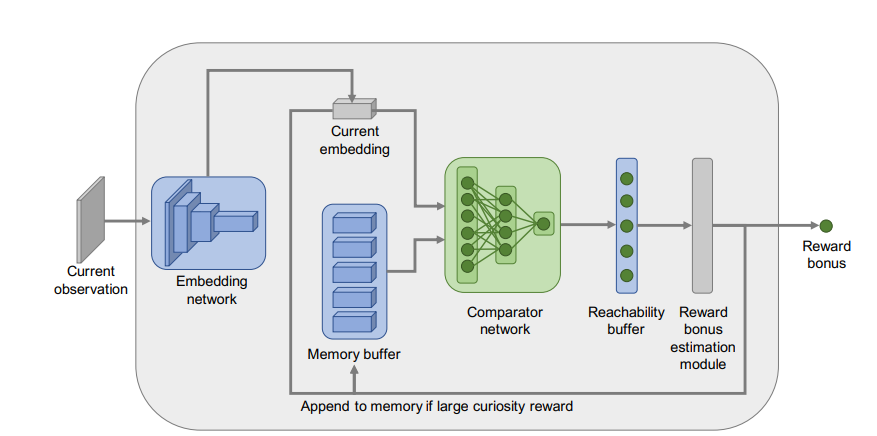 Current
observation
Embedding
network
Current
embedding
Memory buffer
Comparator
network
Reachability
buffer
Reward
bonus
estimation
module
Reward
bonus
Append to memory if large curiosity reward